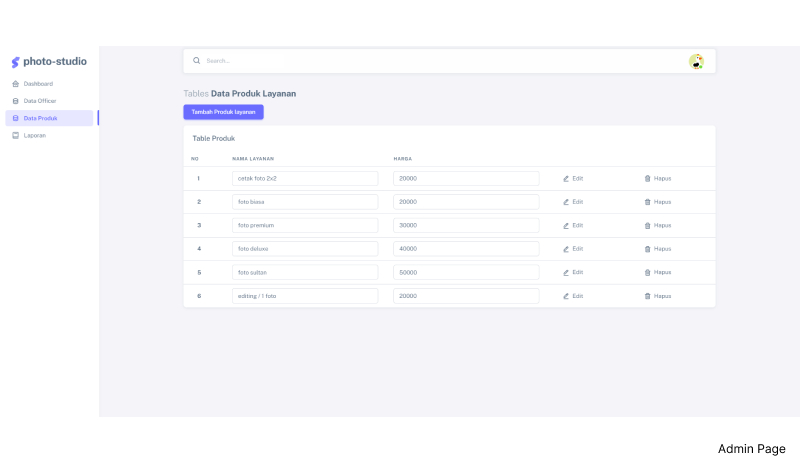 photo-studio
Search...
Dashboard
Data Officer
Data Produk
Laporan
Tables Data Produk Layanan
Tambah Produk layanan
Table Produk
NO NAMA LAYANAN HARGA
1 cetak foto 2x2 20000 Edit Hapus
2 foto biasa 20000 Edit Hapus
3 foto premium 30000 Edit Hapus
4 foto deluxe 40000 Edit Hapus
5 foto sultan 50000 Edit Hapus
6 editing / 1 foto 20000 Edit Hapus
Admin Page